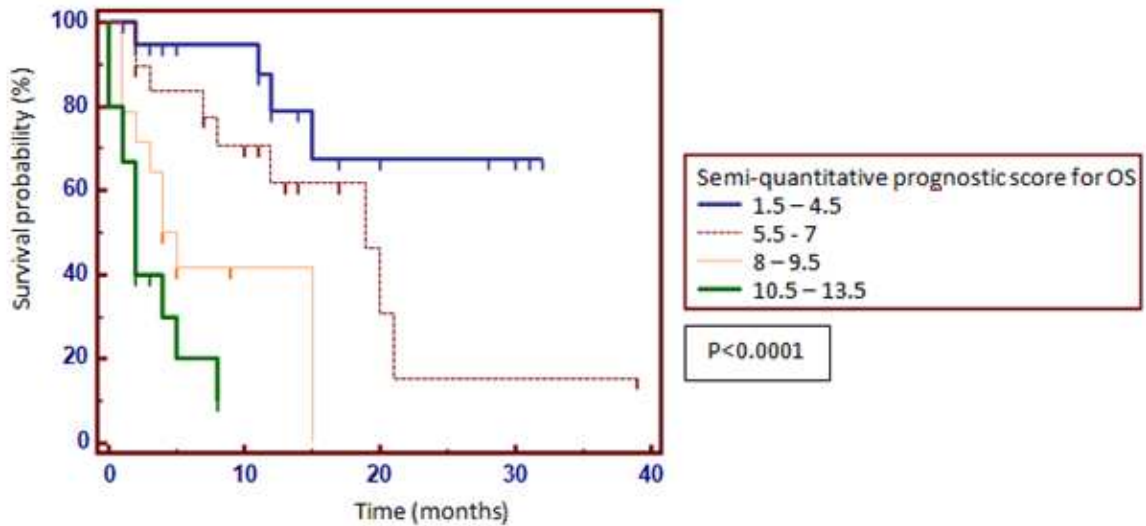 100
80
60
40
20
0
Survival probability (%)
0 10 20 30 40
Time (months)
Semi-quantitative prognostic score for OS
1.5 – 4.5
5.5 - 7
8 – 9.5
10.5 – 13.5
P<0.0001